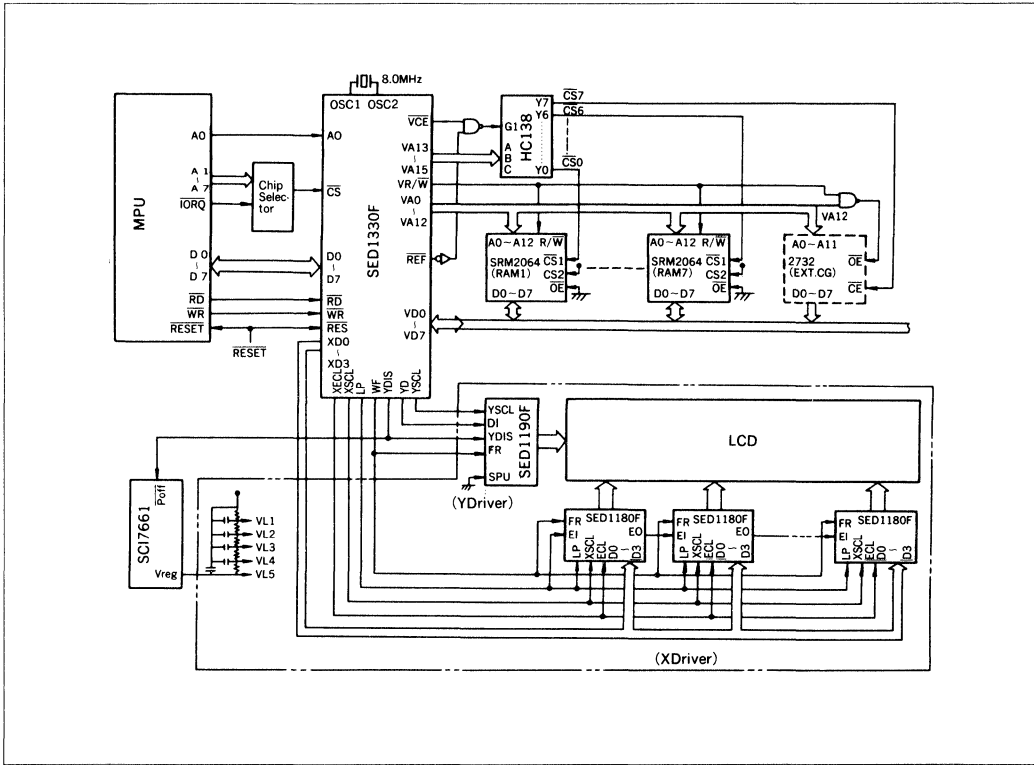 8.0MHz
OSC1 OSC2
MPU
A0
A1
~
A7
IORQ
D0
~
D7
RD
WR
RESET
RESET
Chip
Selec-
tor
SED1330F
A0
CS
D0
~
D7
RD
WR
RES
XD0
~
XD3
VCE
VA13
~
VA15
VR/W
VA0
~
VA12
REF
VD0
~
VD7
XECL
XSCL
LP
WF
YDIS
YD
YSCL
HC138
G1
A
B
C
Y7
Y6
Y0
CS7
CS6
CS0
VA12
A0~A12 R/W
SRM2064 CS1
(RAM1) CS2
OE
D0~D7
A0~A12 R/W
SRM2064 CS1
(RAM7) CS2
OE
D0~D7
A0~A11
2732 OE
(EXT.CG)
CE
D0~D7
YSCL
DI
YDIS
FR
SPU
SED1190F
(YDriver)
LCD
SCI7661
Poff
Vreg
VL1
VL2
VL3
VL4
VL5
FR SED1180F
EI EO
LP XSCL ECL D0 ~ D3
FR SED1180F
EI EO
LP XSCL ECL D0 ~ D3
FR SED1180F
EI
LP XSCL ECL D0 ~ D3
(XDriver)